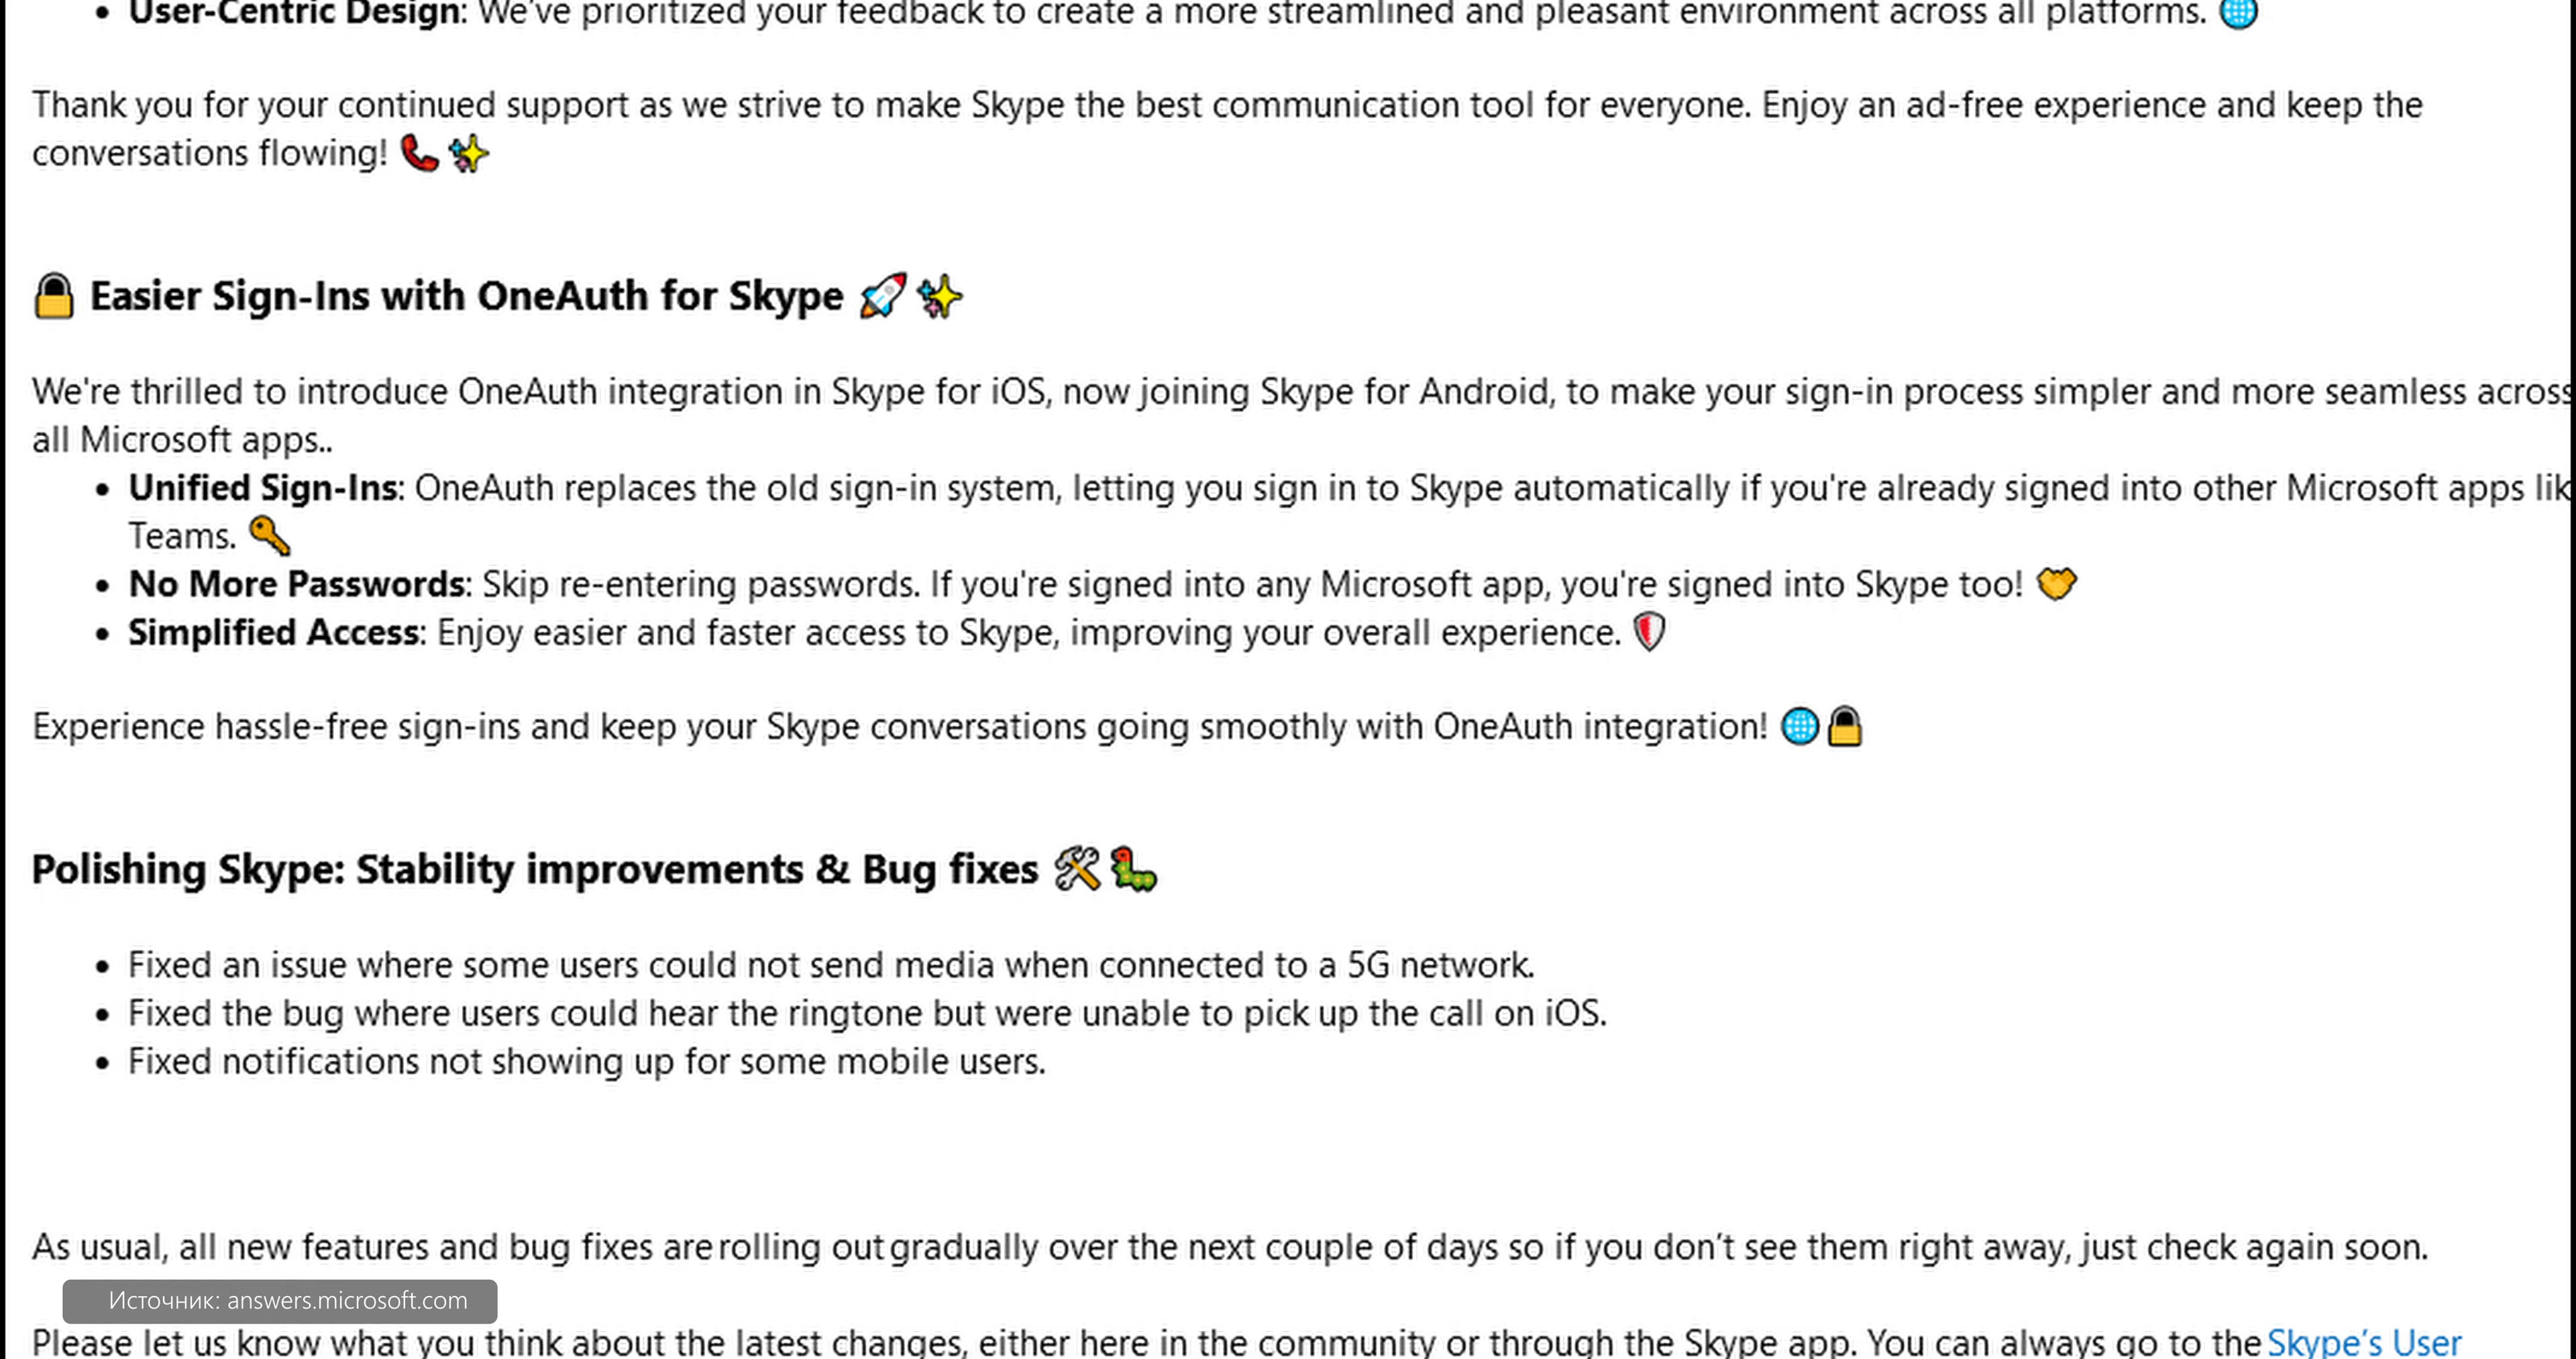 • User-Centric Design: We've prioritized your feedback to create a more streamlined and pleasant environment across all platforms. 🌐
Thank you for your continued support as we strive to make Skype the best communication tool for everyone. Enjoy an ad-free experience and keep the
conversations flowing! 📞✨
🔒 Easier Sign-Ins with OneAuth for Skype 🚀✨
We're thrilled to introduce OneAuth integration in Skype for iOS, now joining Skype for Android, to make your sign-in process simpler and more seamless across
all Microsoft apps..
• Unified Sign-Ins: OneAuth replaces the old sign-in system, letting you sign in to Skype automatically if you're already signed into other Microsoft apps lik
Teams. 🔑
• No More Passwords: Skip re-entering passwords. If you're signed into any Microsoft app, you're signed into Skype too! 🤝
• Simplified Access: Enjoy easier and faster access to Skype, improving your overall experience. 🛡️
Experience hassle-free sign-ins and keep your Skype conversations going smoothly with OneAuth integration! 🌐🔒
Polishing Skype: Stability improvements & Bug fixes 🛠️🐛
• Fixed an issue where some users could not send media when connected to a 5G network.
• Fixed the bug where users could hear the ringtone but were unable to pick up the call on iOS.
• Fixed notifications not showing up for some mobile users.
As usual, all new features and bug fixes are rolling out gradually over the next couple of days so if you don't see them right away, just check again soon.
Источник: answers.microsoft.com
Please let us know what you think about the latest changes, either here in the community or through the Skype app. You can always go to the Skype's User